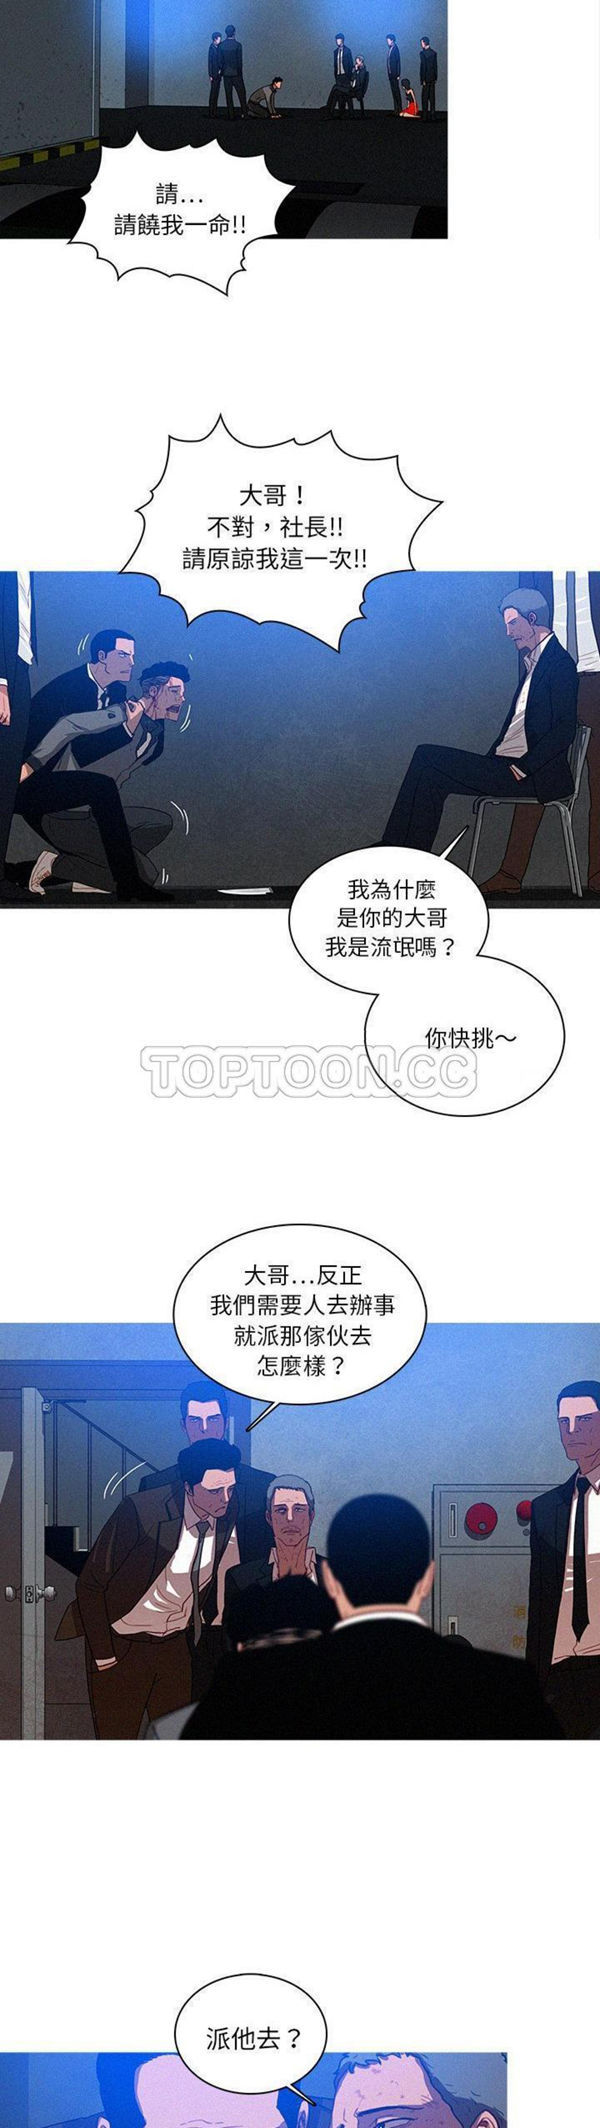 請...
請饒我一命!!
大哥！
不對，社長!!
請原諒我這一次!!
我為什麼
是你的大哥
我是流氓嗎？
你快挑～
TOPTOON.CC
大哥...反正
我們需要人去辦事
就派那傢伙去
怎麼樣？
派他去？